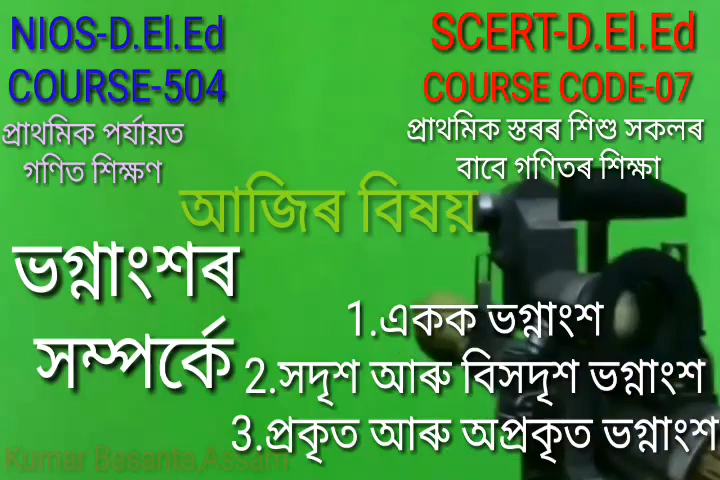 NIOS-D.El.Ed
COURSE-504
প্ৰাথমিক পৰ্যায়ত
গণিত শিক্ষণ
SCERT-D.El.Ed
COURSE CODE-07
প্ৰাথমিক স্তৰৰ শিশু সকলৰ
বাবে গণিতৰ শিক্ষা
আজিৰ বিষয়
ভগ্নাংশৰ
সম্পৰ্কে
1.একক ভগ্নাংশ
2.সদৃশ আৰু বিসদৃশ ভগ্নাংশ
3.প্ৰকৃত আৰু অপ্ৰকৃত ভগ্নাংশ
Kumar Basanta,Assam